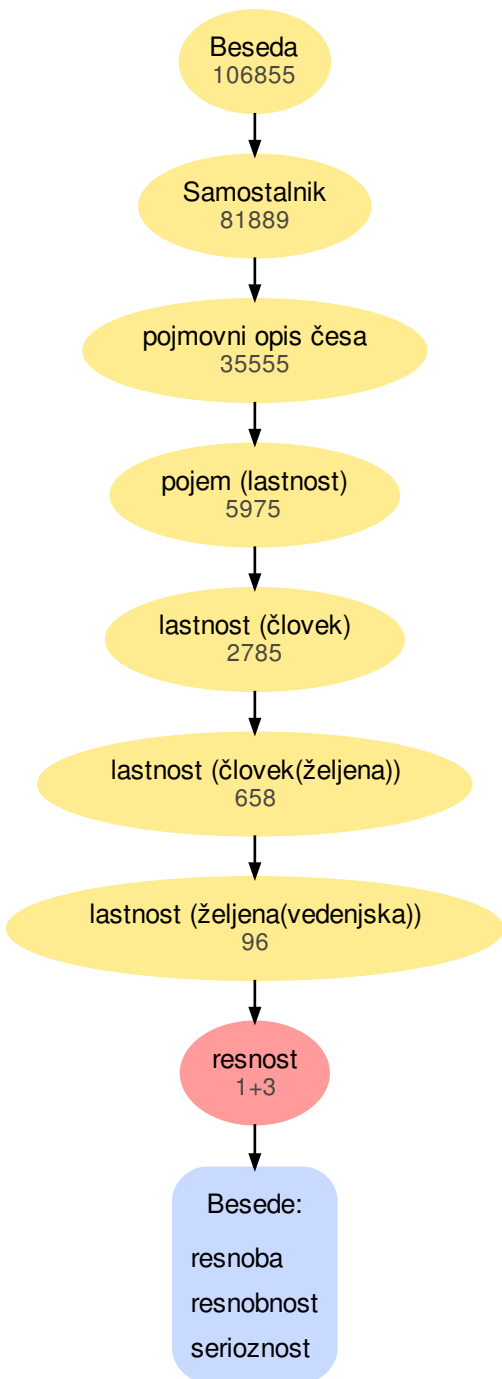 Beseda
106855
Samostalnik
81889
pojmovni opis česa
35555
pojem (lastnost)
5975
lastnost (človek)
2785
lastnost (človek(željena))
658
lastnost (željena(vedenjska))
96
resnost
1+3
Besede:
resnoba
resnobnost
serioznost